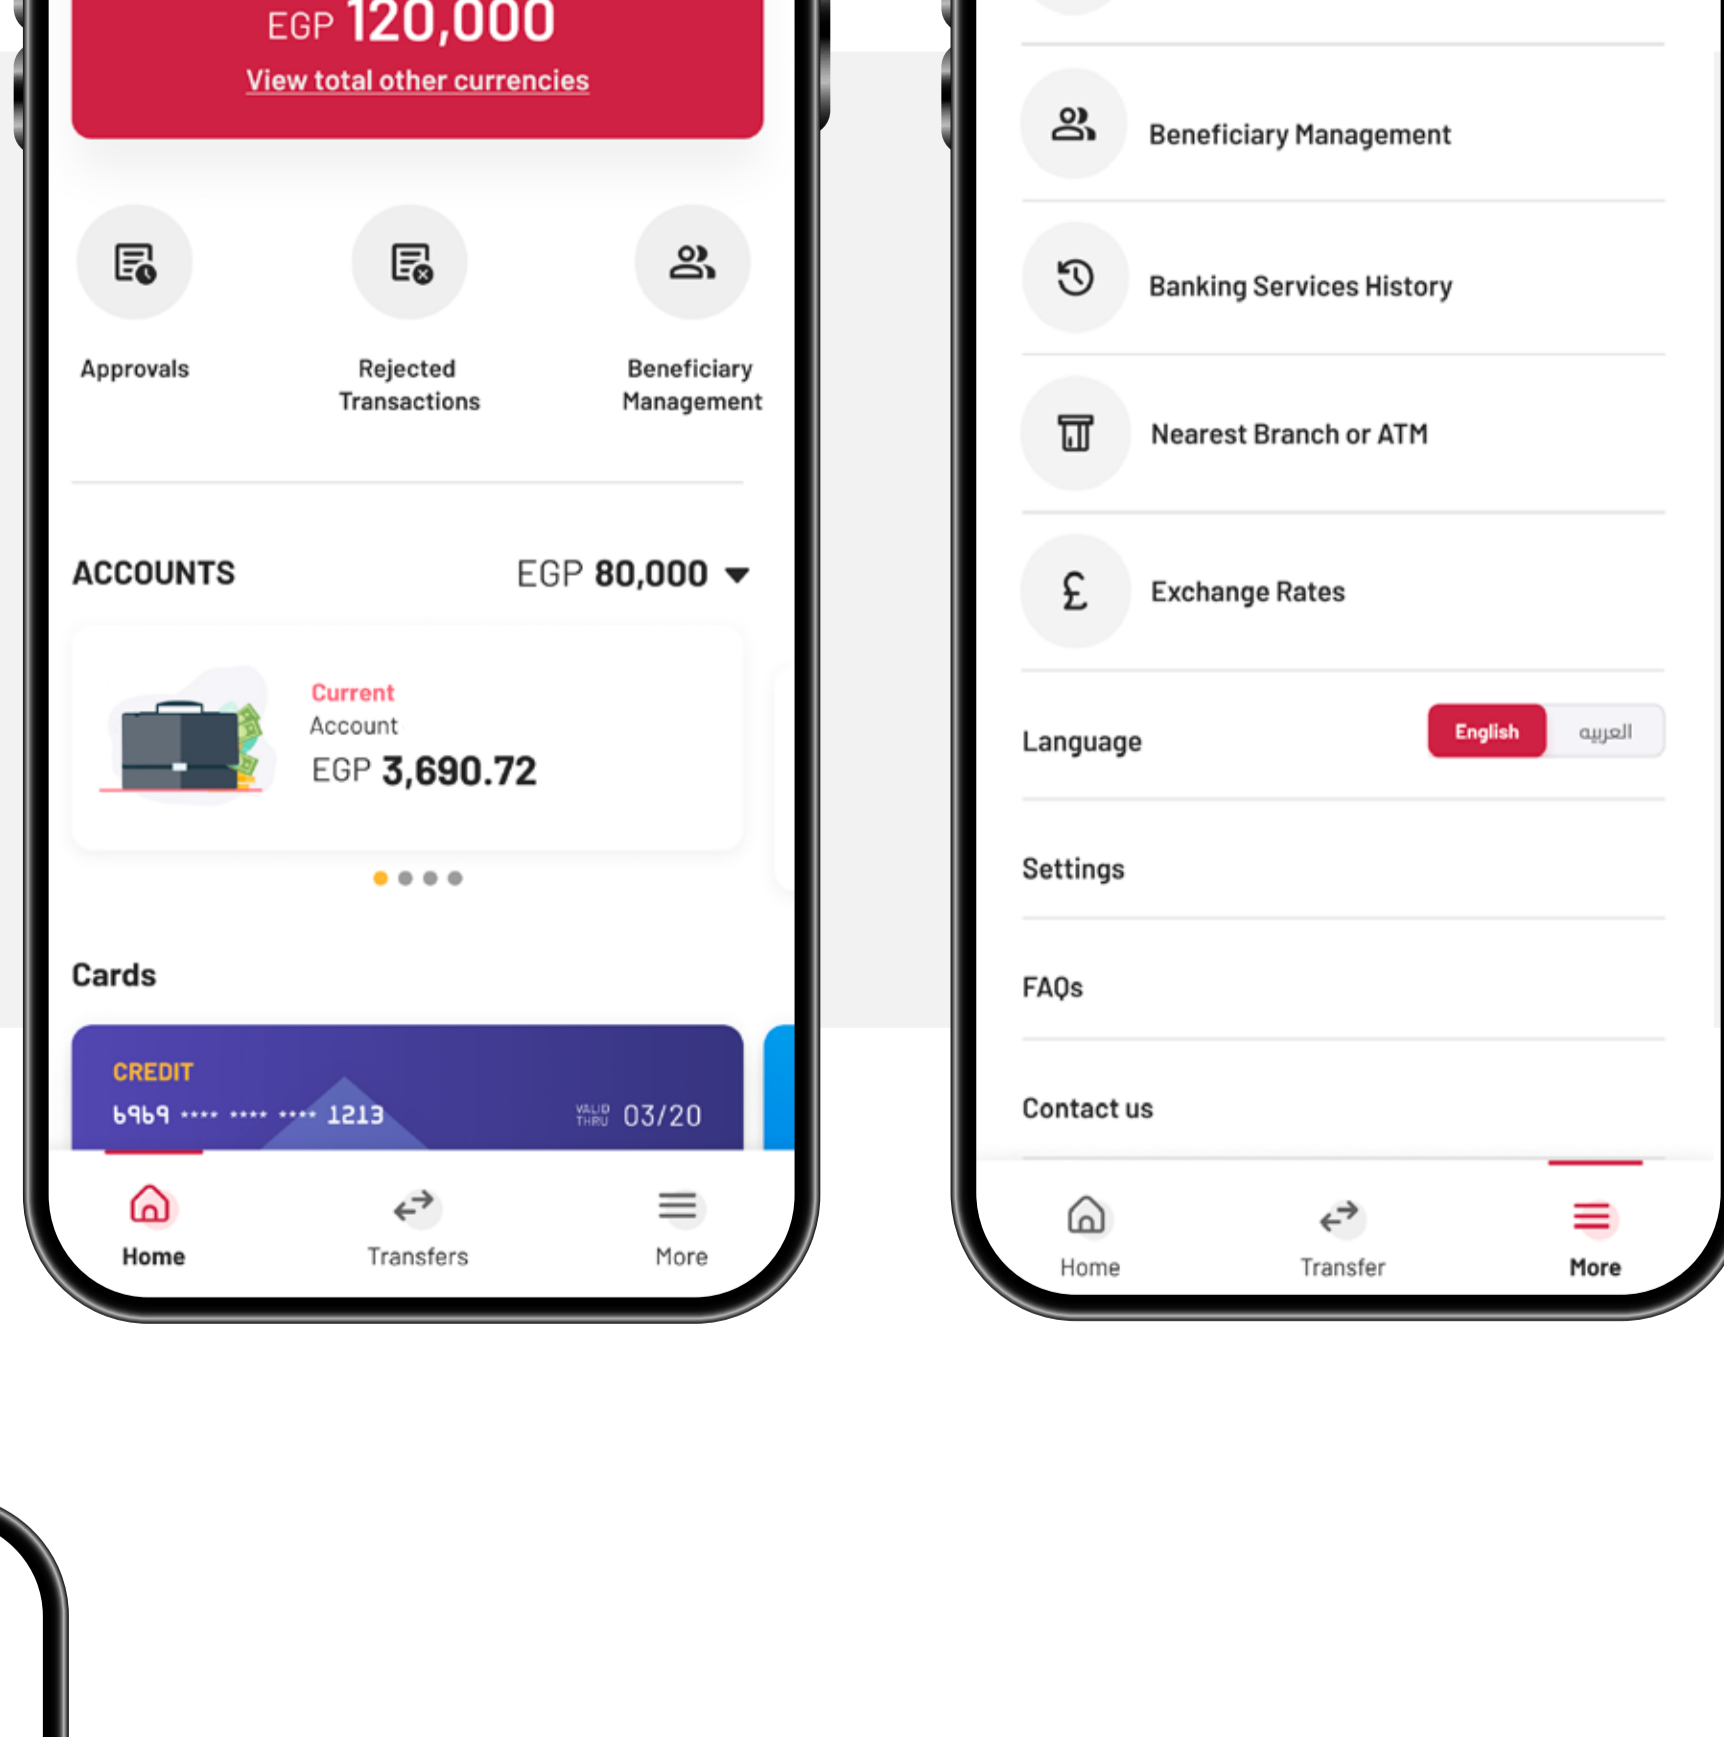 EGP 120,000
View total other currencies
Approvals
Rejected
Transactions
Beneficiary
Management
ACCOUNTS
EGP 80,000
Current
Account
EGP 3,690.72
Cards
CREDIT
6969 **** **** **** 1213
VALID
THRU
03/20
Home
Transfers
More
Beneficiary Management
Banking Services History
Nearest Branch or ATM
£
Exchange Rates
Language
English
العربيه
Settings
FAQs
Contact us
Home
Transfer
More